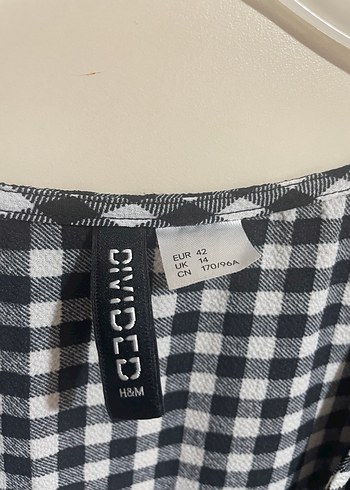 DIVIDED
H&M
EUR 42
UK 14
CN 170/96A